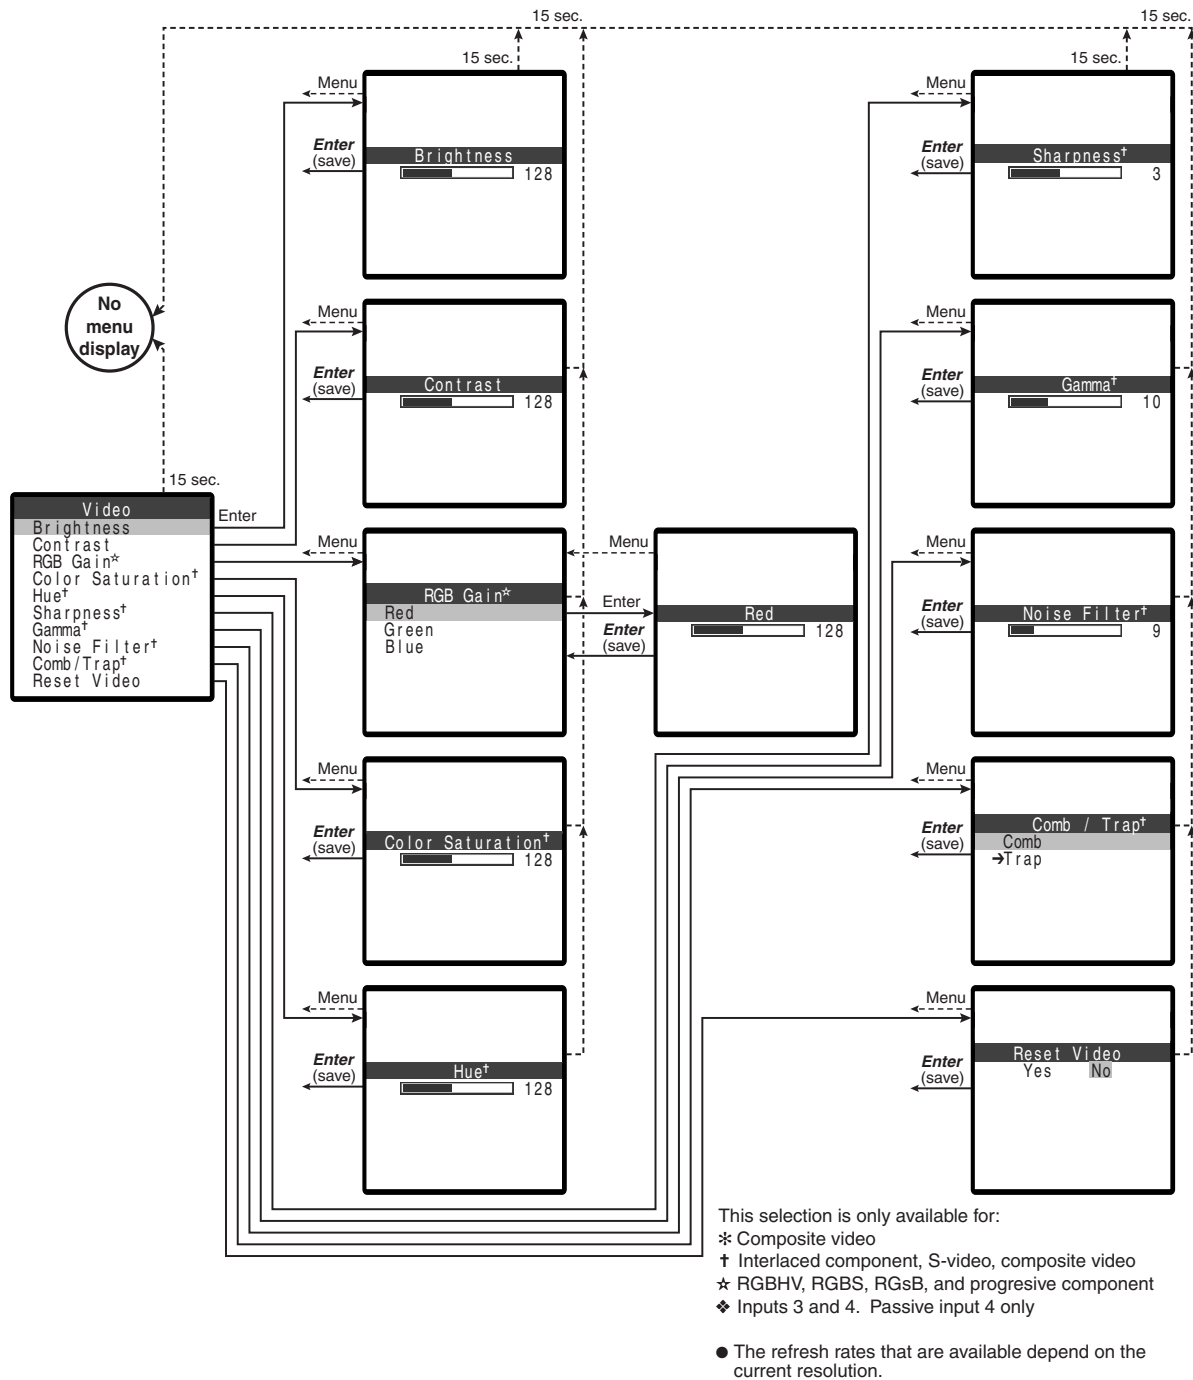 15 sec.
15 sec.
15 sec.
15 sec.
Menu
Enter
(save)
Brightness
128
Menu
Enter
(save)
Sharpness†
3
No
menu
display
Menu
Enter
(save)
Contrast
128
Menu
Enter
(save)
Gamma†
10
15 sec.
Video
Brightness
Contrast
RGB Gain☆
Color Saturation†
Hue†
Sharpness†
Gamma†
Noise Filter†
Comb/Trap†
Reset Video
Enter
Menu
RGB Gain☆
Red
Green
Blue
Menu
Enter
Enter
(save)
Red
128
Menu
Enter
(save)
Noise Filter†
9
Menu
Enter
(save)
Color Saturation†
128
Menu
Enter
(save)
Comb / Trap†
Comb
➔Trap
Menu
Enter
(save)
Hue†
128
Menu
Enter
(save)
Reset Video
Yes No
This selection is only available for:
✻ Composite video
† Interlaced component, S-video, composite video
☆ RGBHV, RGBS, RGsB, and progresive component
❖ Inputs 3 and 4. Passive input 4 only
● The refresh rates that are available depend on the
current resolution.